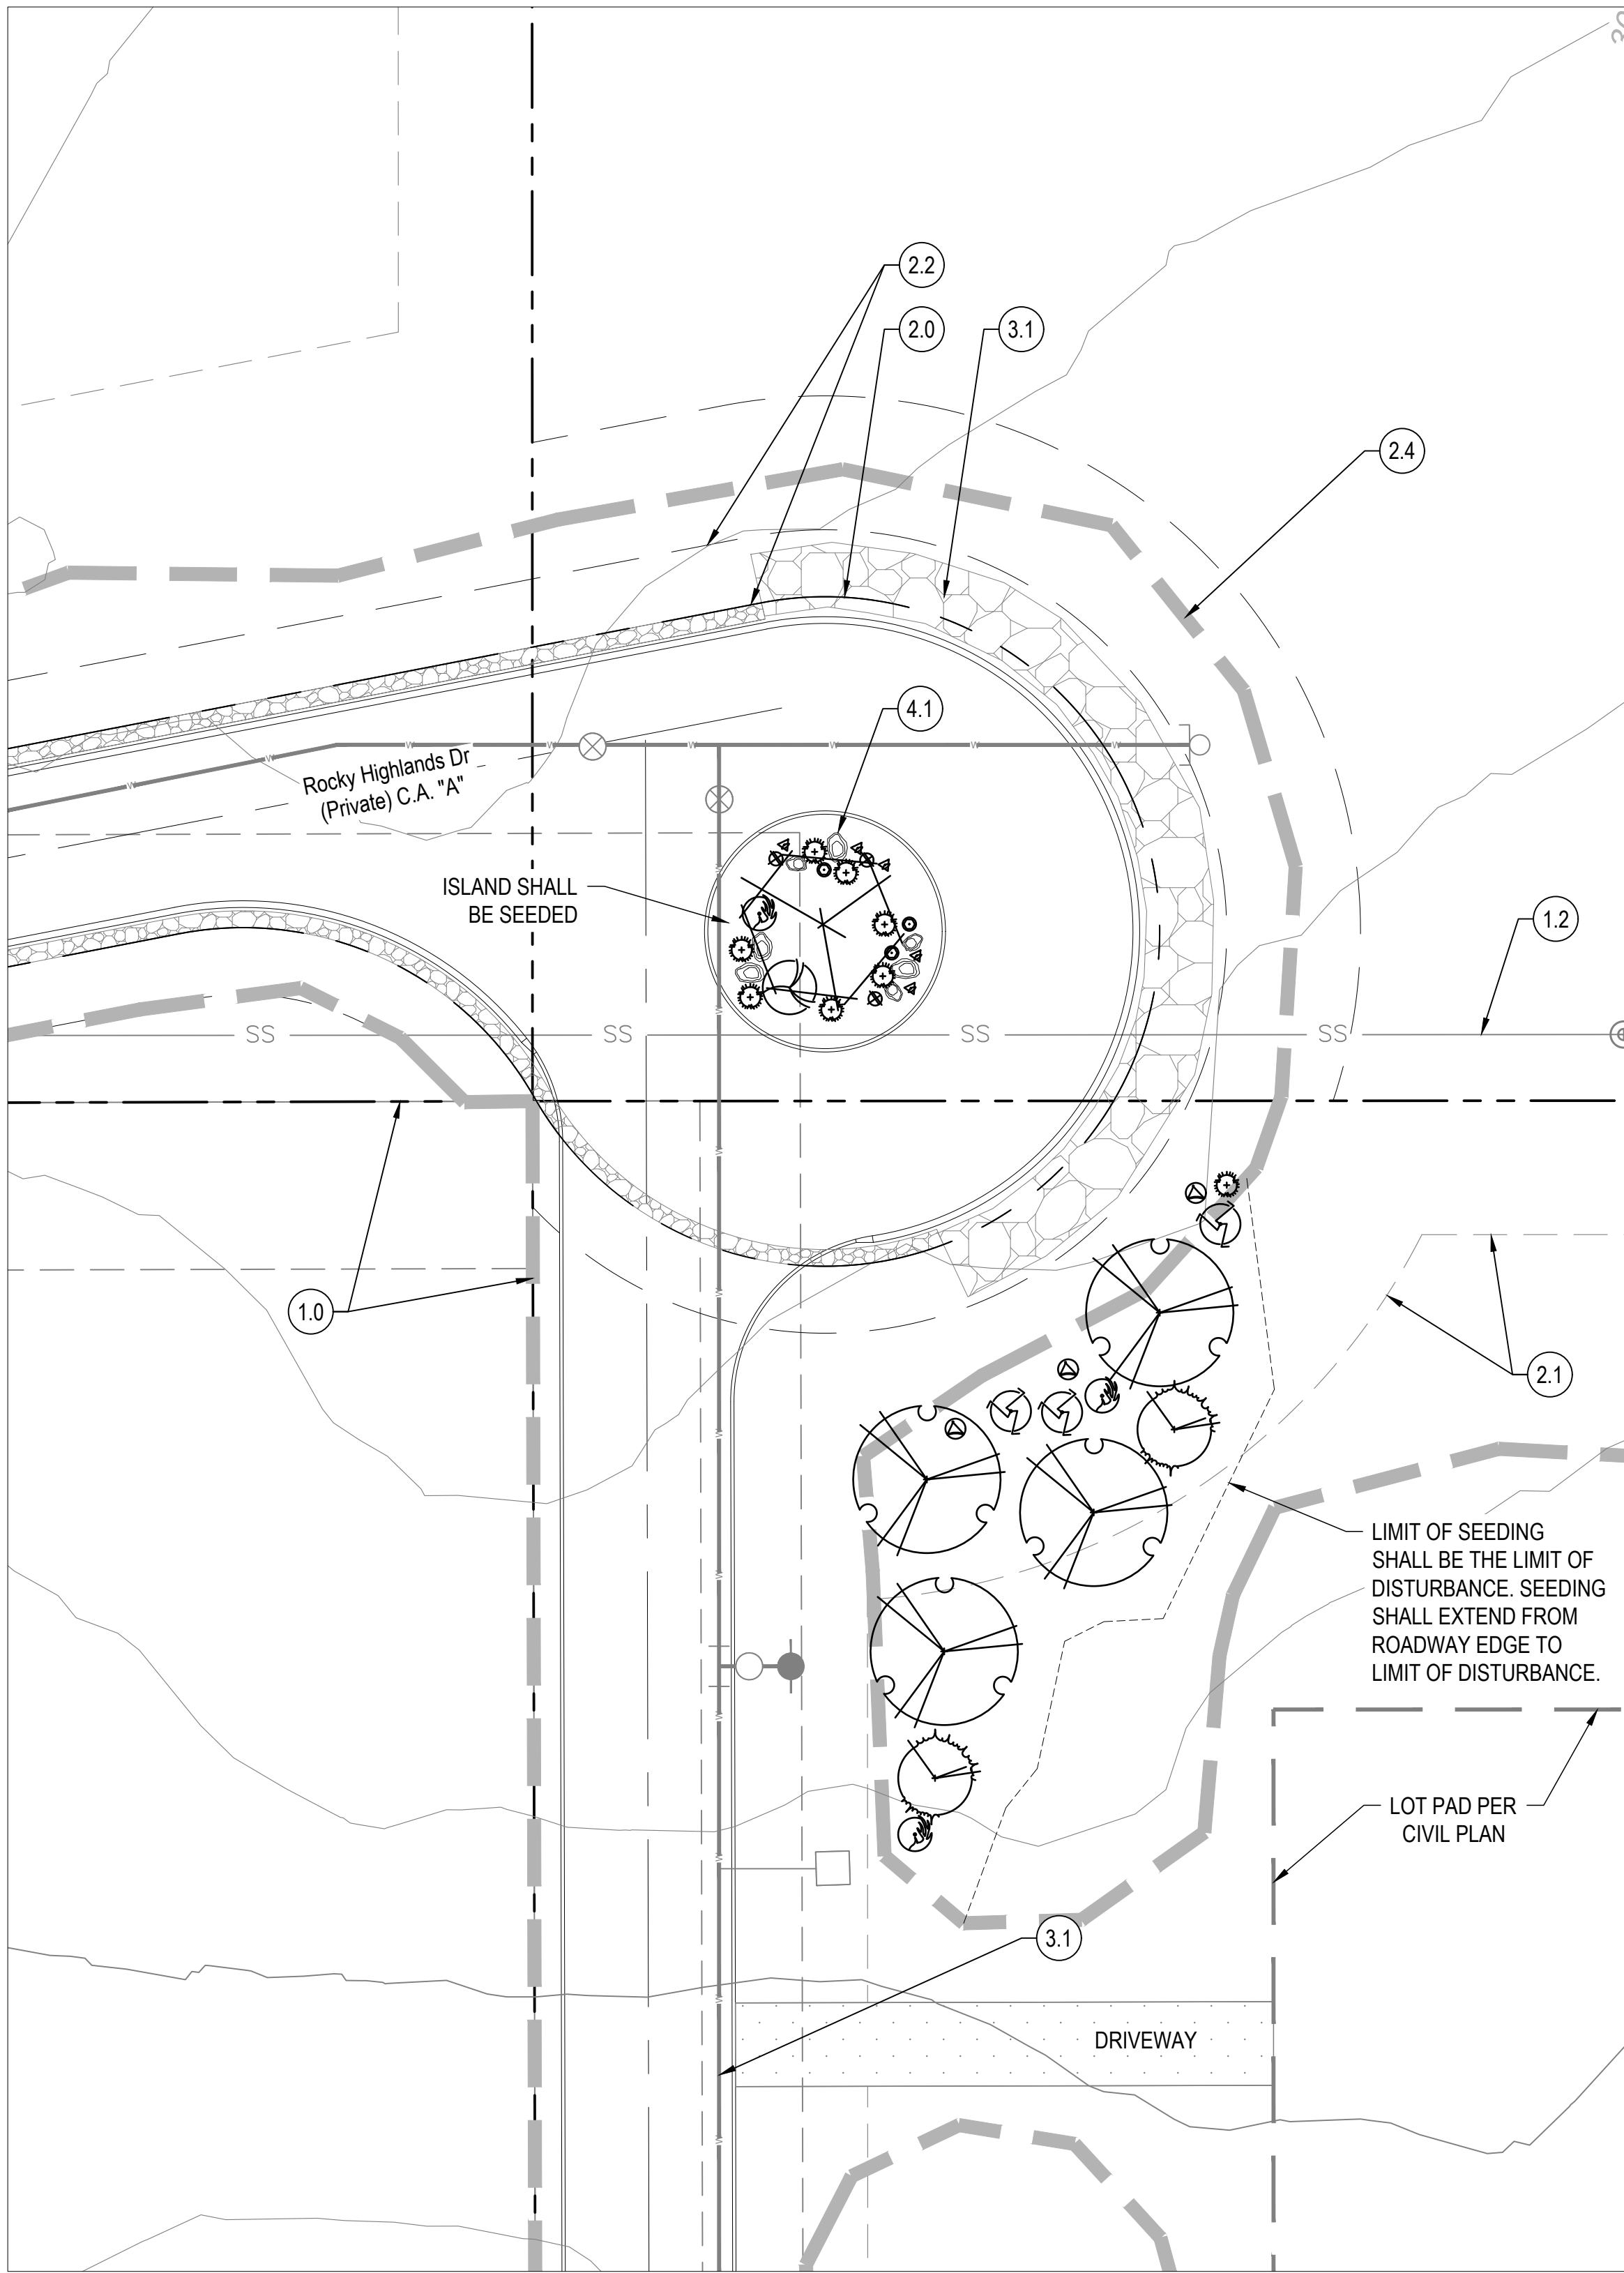 2.2
2.0
3.1
2.4
4.1
Rocky Highlands Dr
(Private) C.A. "A"
W
W
W
W
W
W
W
ISLAND SHALL
BE SEEDED
1.2
SS
SS
SS
SS
1.0
2.1
LIMIT OF SEEDING
SHALL BE THE LIMIT OF
DISTURBANCE. SEEDING
SHALL EXTEND FROM
ROADWAY EDGE TO
LIMIT OF DISTURBANCE.
LOT PAD PER
CIVIL PLAN
3.1
DRIVEWAY